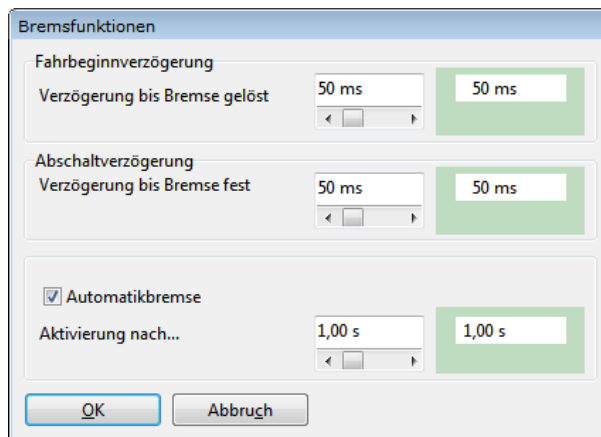 Bremsfunktionen
Fahrbeginnverzögerung
Verzögerung bis Bremse gelöst 50 ms 50 ms
Abschaltverzögerung
Verzögerung bis Bremse fest 50 ms 50 ms
Automatikbremse
Aktivierung nach... 1,00 s 1,00 s
OK Abbruch